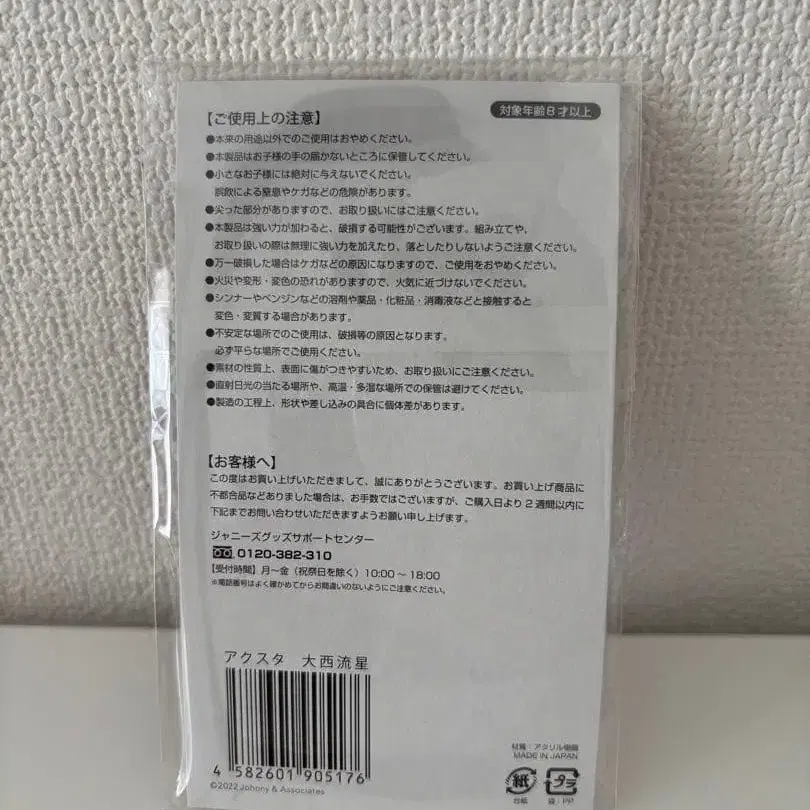 【ご使用上の注意】
対象年齢8才以上
●本来の用途以外でのご使用はおやめください。
●本製品はお子様の手の届かないところに保管してください。
●小さなお子様には絶対に与えないでください。
誤飲による窒息やケガなどの危険があります。
●尖った部分がありますので、お取り扱いにはご注意ください。
●本製品は強い力が加わると、破損する可能性がございます。組み立てや、
お取り扱いの際は無理に強い力を加えたり、落としたりしないようご注意ください。
●万一破損した場合はケガなどの原因になりますので、ご使用をおやめください。
●火災や変形・変色の恐れがありますので、火気に近づけないでください。
●シンナーやベンジンなどの溶剤や薬品・化粧品・消毒液などと接触すると
変色・変質する場合があります。
●不安定な場所でのご使用は、破損等の原因となります。
必ず平らな場所でご使用ください。
●素材の性質上、表面に傷がつきやすいため、お取り扱いにご注意ください。
●直射日光の当たる場所や、高温・多湿な場所での保管は避けてください。
●製造の工程上、形状や差し込みの具合に個体差があります。
【お客様へ】
この度はお買い上げいただきまして、誠にありがとうございます。お買い上げ商品に
不都合品などありました場合は、お手数ではございますが、ご購入日より2週間以内に
下記までお問い合わせいただきますようお願い申し上げます。
ジャニーズグッズサポートセンター
0120-382-310
【受付時間】月～金（祝祭日を除く）10:00～18:00
※電話番号はよく確かめてからお間違いのないようにご注意ください。
アクスタ 大西流星
4 582601 905176
©2022 Johnny & Associates
材質：アクリル樹脂
MADE IN JAPAN
紙
台紙
プラ
袋：PP